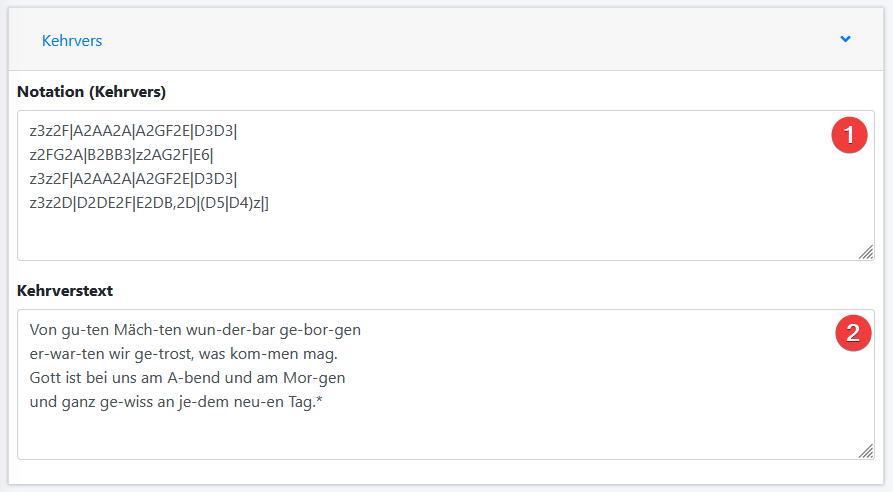 Kehrvers
Notation (Kehrvers)
z3z2F|A2AA2A|A2GF2E|D3D3|
1
z2FG2A|B2BB3|z2AG2F|E6|
z3z2F|A2AA2A|A2GF2E|D3D3|
z3z2D|D2DE2F|E2DB,2D|(D5|D4)z|]
Kehrverstext
Von gu-ten Mäch-ten wun-der-bar ge-bor-gen
2
er-war-ten wir ge-trost, was kom-men mag.
Gott ist bei uns am A-bend und am Mor-gen
und ganz ge-wiss an je-dem neu-en Tag.*